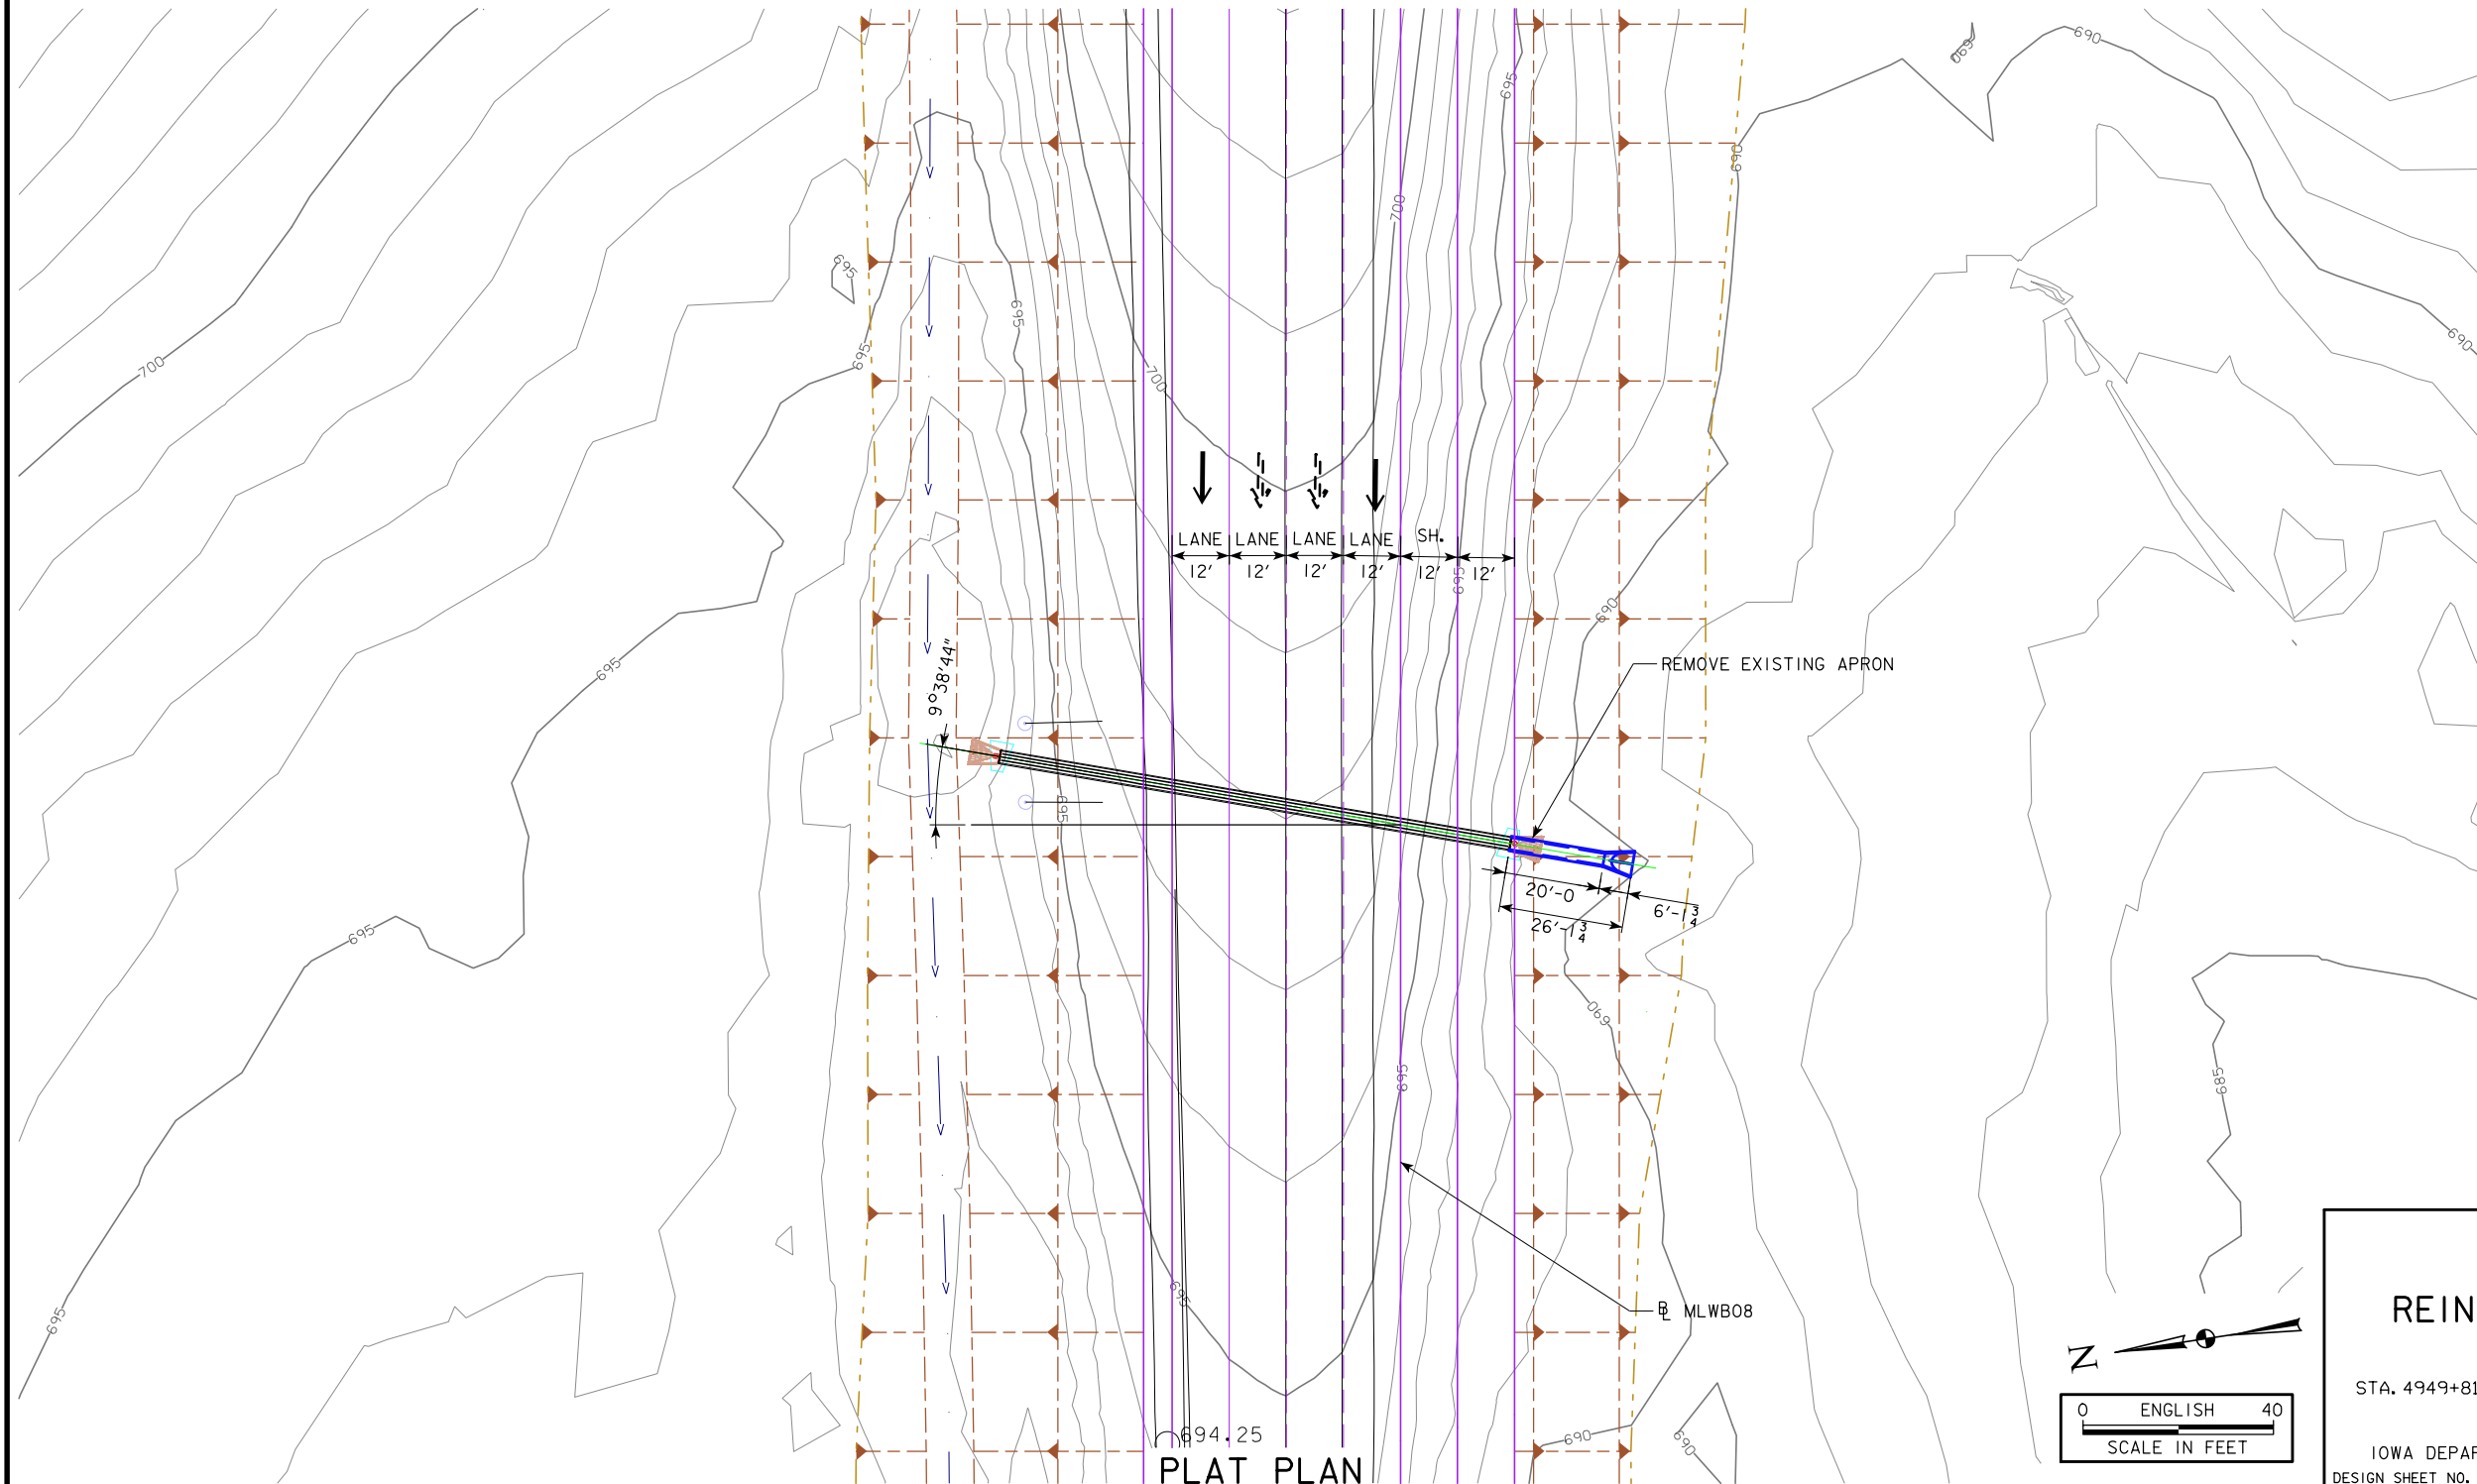 690
690
695
690
700
695
695
690
700
695
700
690
LANE LANE LANE LANE SH.
12' 12' 12' 12' 12' 12'
695
690
9°38'44"
REMOVE EXISTING APRON
695
695
20'-0
6'-1 3/4
26'-1 3/4
695
690
695
685
695
695
BL MLWB08
REIN
N
STA. 4949+81
0 ENGLISH 40
SCALE IN FEET
694.25
690
690
IOWA DEPAR
PLAT PLAN
DESIGN SHEET NO.